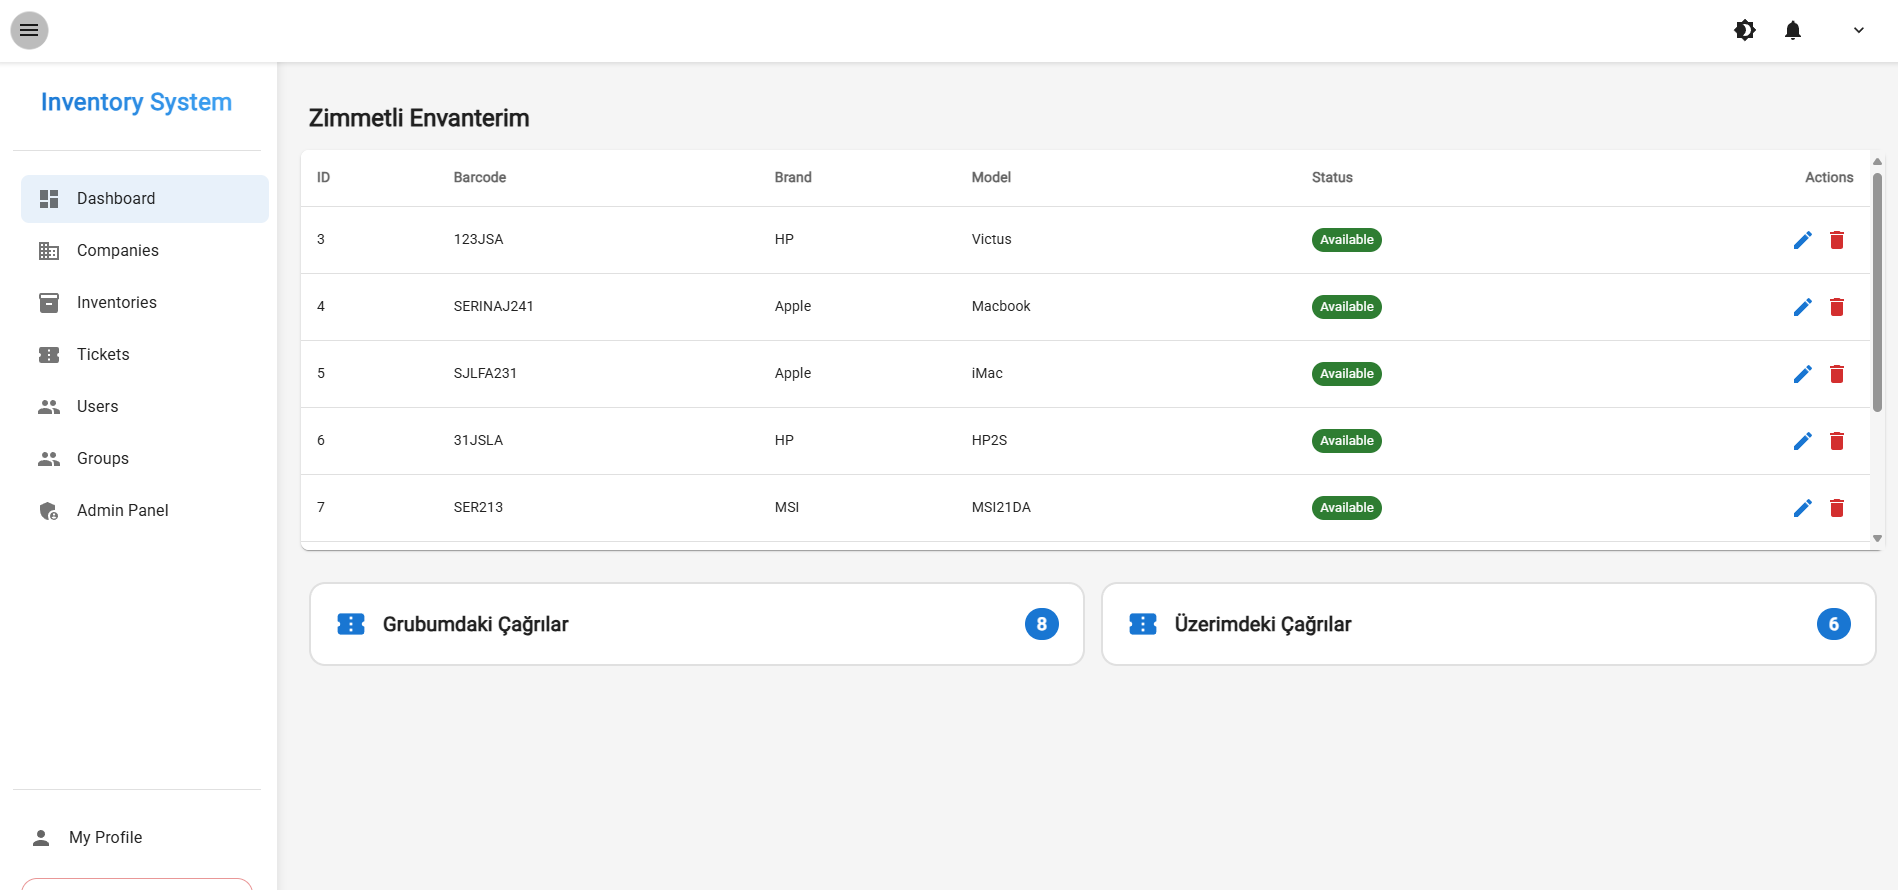 Inventory System
Dashboard
Companies
Inventories
Tickets
Users
Groups
Admin Panel
My Profile
Zimmetli Envanterim
ID Barcode Brand Model Status Actions
3 123JSA HP Victus Available
4 SERINAJ241 Apple Macbook Available
5 SJLFA231 Apple iMac Available
6 31JSLA HP HP2S Available
7 SER213 MSI MSI21DA Available
Grubumdaki Çağrılar 8
Üzerimdeki Çağrılar 6